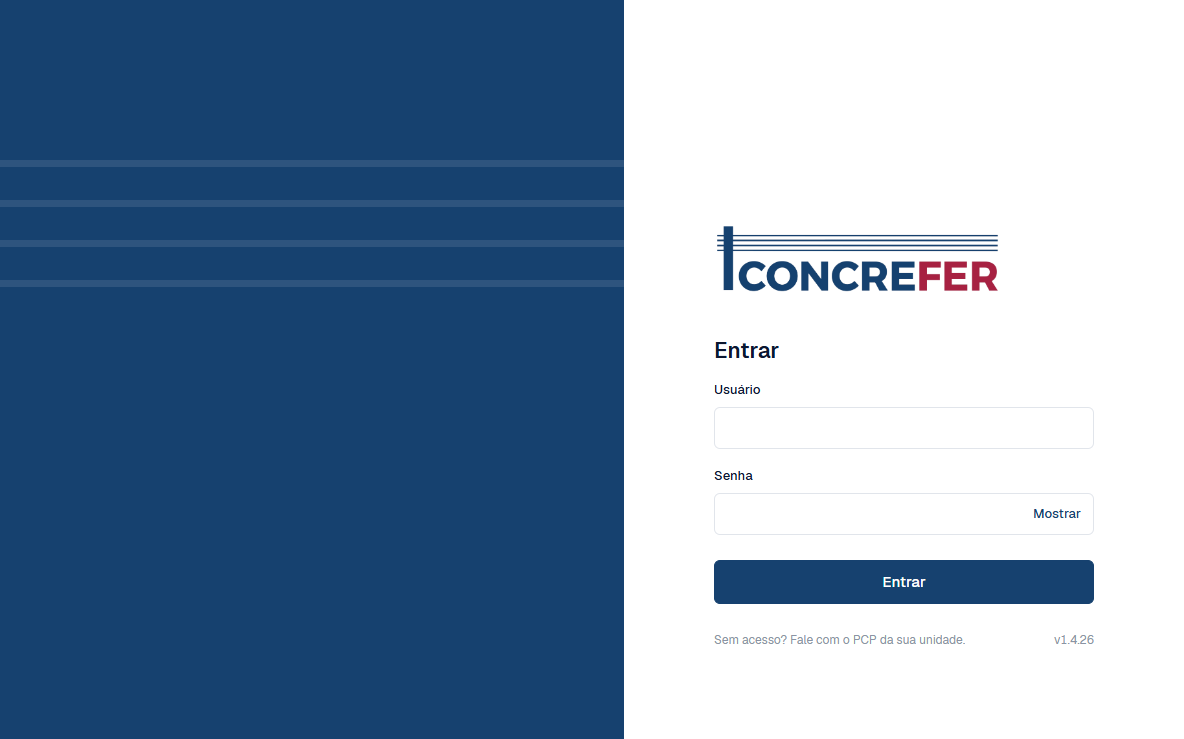 CONCREFER
Entrar
Usuário
Senha
Mostrar
Entrar
Sem acesso? Fale com o PCP da sua unidade. v1.4.26